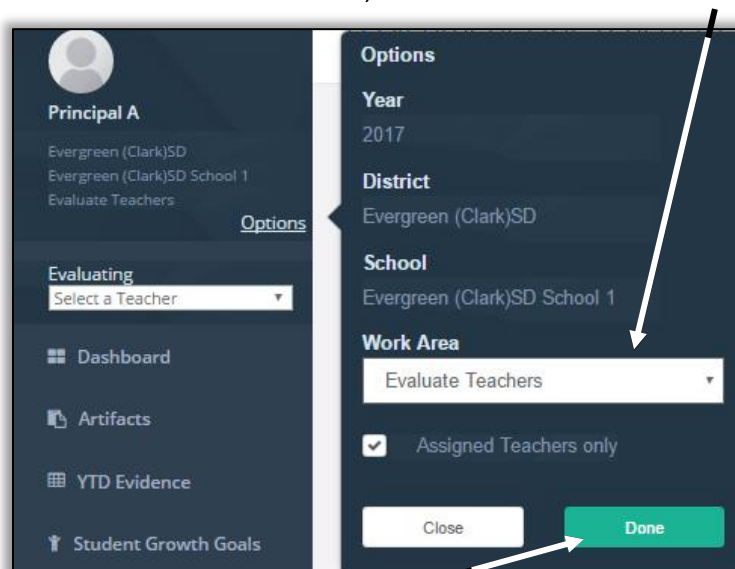 Principal A
Evergreen (Clark)SD
Evergreen (Clark)SD School 1
Evaluate Teachers
Options
Evaluating
Select a Teacher
Dashboard
Artifacts
YTD Evidence
Student Growth Goals
Options
Year
2017
District
Evergreen (Clark)SD
School
Evergreen (Clark)SD School 1
Work Area
Evaluate Teachers
Assigned Teachers only
Close
Done